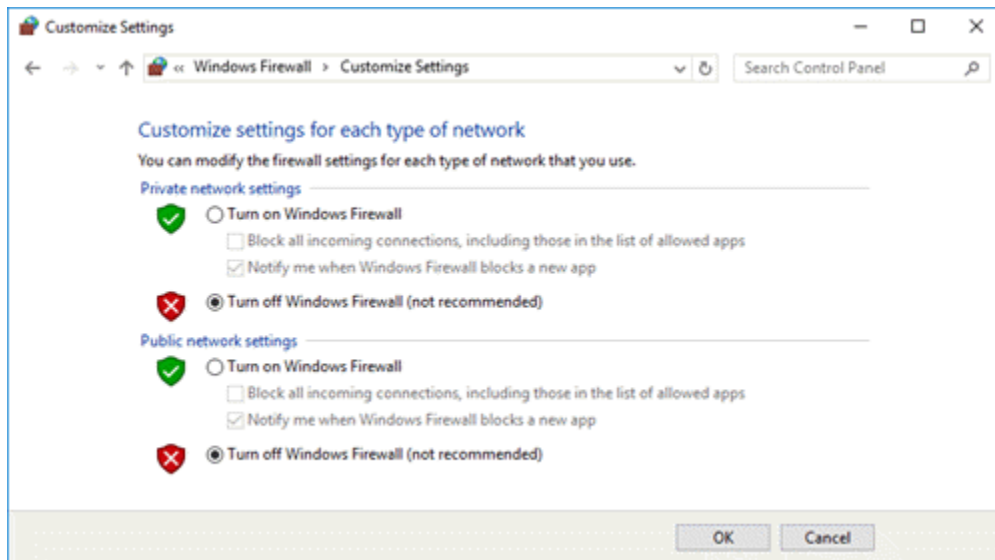 Customize Settings
« Windows Firewall › Customize Settings
Search Control Panel
Customize settings for each type of network
You can modify the firewall settings for each type of network that you use.
Private network settings
Turn on Windows Firewall
Block all incoming connections, including those in the list of allowed apps
Notify me when Windows Firewall blocks a new app
Turn off Windows Firewall (not recommended)
Public network settings
Turn on Windows Firewall
Block all incoming connections, including those in the list of allowed apps
Notify me when Windows Firewall blocks a new app
Turn off Windows Firewall (not recommended)
OK Cancel